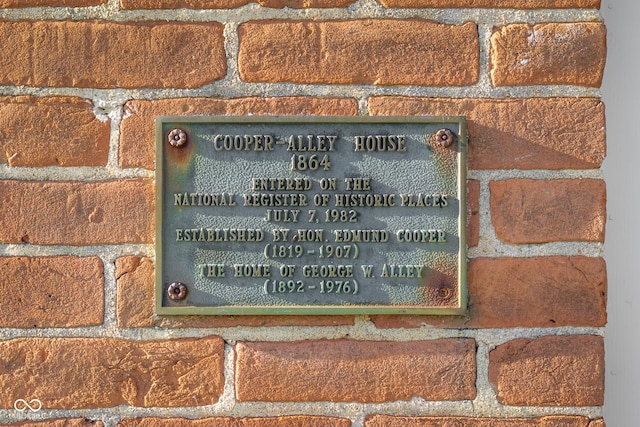 COOPER-ALLEY HOUSE
1864
ENTERED ON THE
NATIONAL REGISTER OF HISTORIC PLACES
JULY 7, 1982
ESTABLISHED BY HON. EDMUND COOPER
(1819-1907)
THE HOME OF GEORGE W. ALLEY
(1892-1976)